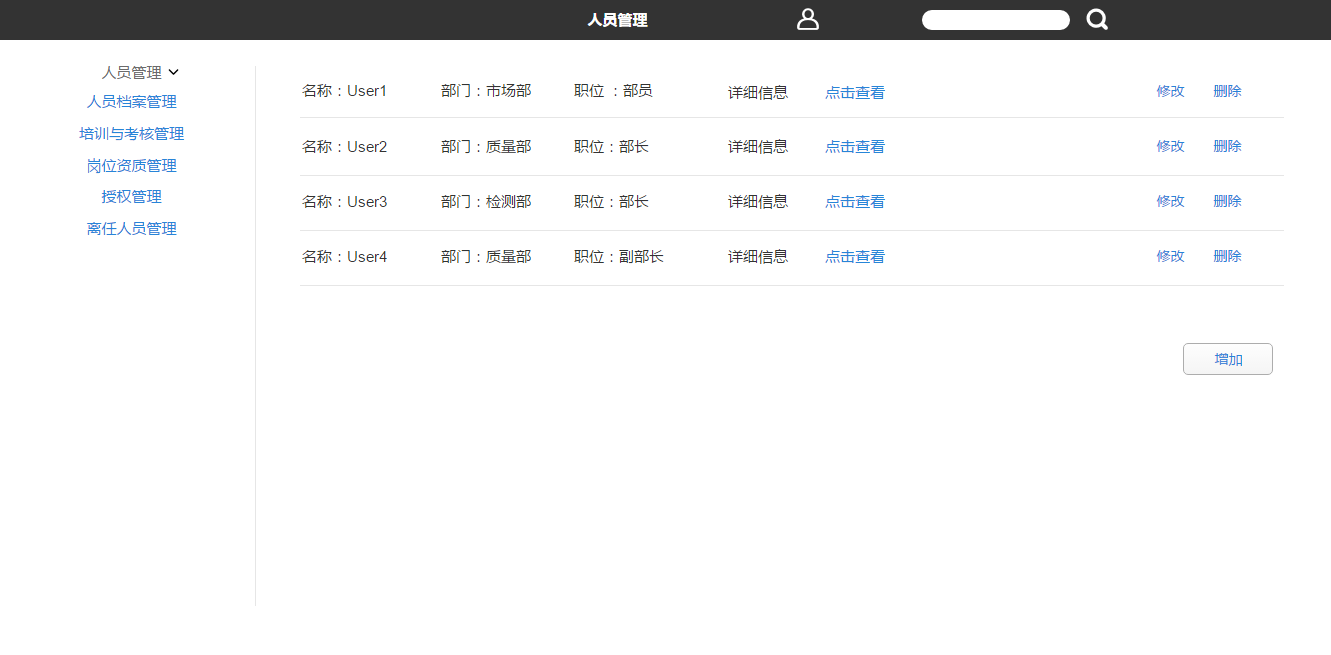 人员管理
人员管理
人员档案管理
培训与考核管理
岗位资质管理
授权管理
离任人员管理
名称：User1 部门：市场部 职位 ：部员 详细信息 点击查看 修改 删除
名称：User2 部门：质量部 职位：部长 详细信息 点击查看 修改 删除
名称：User3 部门：检测部 职位：部长 详细信息 点击查看 修改 删除
名称：User4 部门：质量部 职位：副部长 详细信息 点击查看 修改 删除
增加